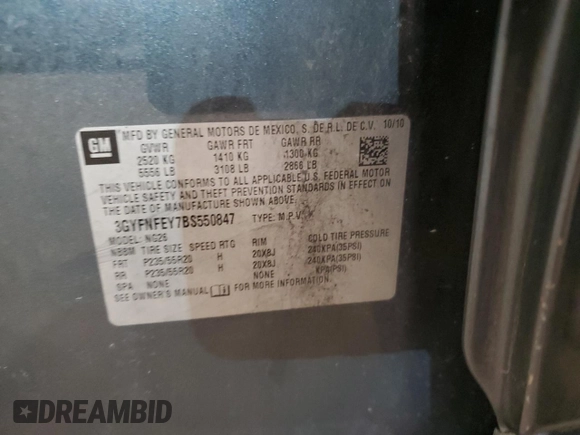 GM
MFD BY GENERAL MOTORS DE MEXICO, S. DE R.L. DE C.V. 10/10
GVWR GAWR FRT GAWR RR
2520 KG 1410 KG 1300 KG
5556 LB 3108 LB 2866 LB
THIS VEHICLE CONFORMS TO ALL APPLICABLE U.S. FEDERAL MOTOR
VEHICLE SAFETY AND THEFT PREVENTION STANDARDS IN EFFECT ON
THE DATE OF MANUFACTURE SHOWN ABOVE.
3GYFNFEY7BS550847 TYPE: M.P.V.
MODEL: NG26
NBBM TIRE SIZE SPEED RTG RIM COLD TIRE PRESSURE
FRT P235/55R20 H 20X8J 240KPA(35PSI)
RR P235/55R20 H 20X8J 240KPA(35PSI)
SPA NONE NONE KPA(PSI)
SEE OWNER'S MANUAL FOR MORE INFORMATION.
DREAMBID